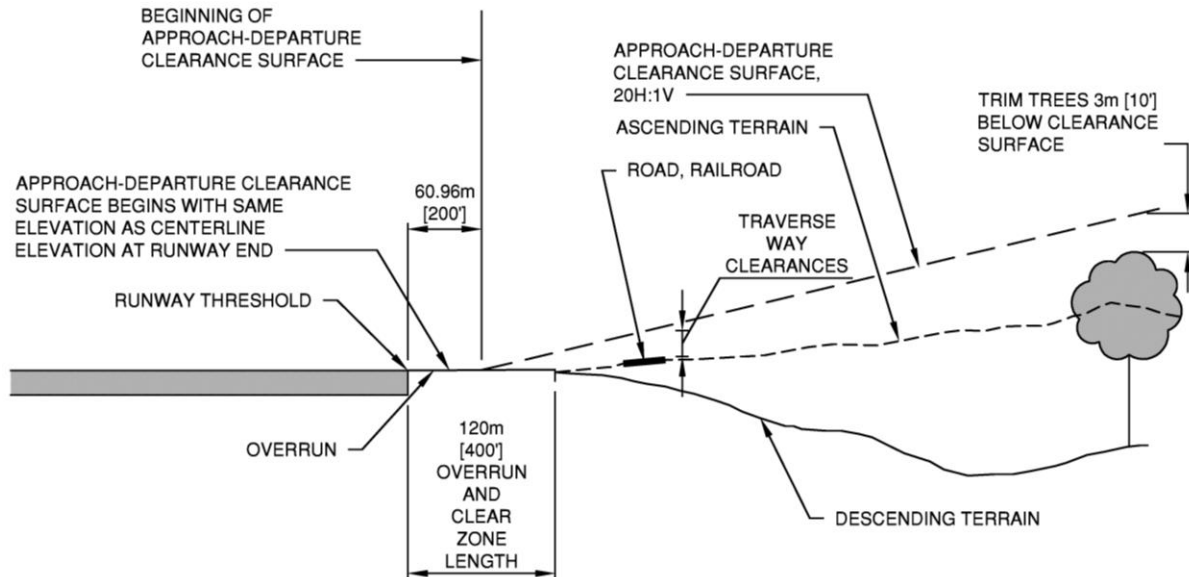 BEGINNING OF
APPROACH-DEPARTURE
CLEARANCE SURFACE
APPROACH-DEPARTURE
CLEARANCE SURFACE,
20H:1V
ASCENDING TERRAIN
ROAD, RAILROAD
TRIM TREES 3m [10']
BELOW CLEARANCE
SURFACE
APPROACH-DEPARTURE CLEARANCE
SURFACE BEGINS WITH SAME
ELEVATION AS CENTERLINE
ELEVATION AT RUNWAY END
60.96m
[200']
TRAVERSE
WAY
CLEARANCES
RUNWAY THRESHOLD
OVERRUN
120m
[400']
OVERRUN
AND
CLEAR
ZONE
LENGTH
DESCENDING TERRAIN